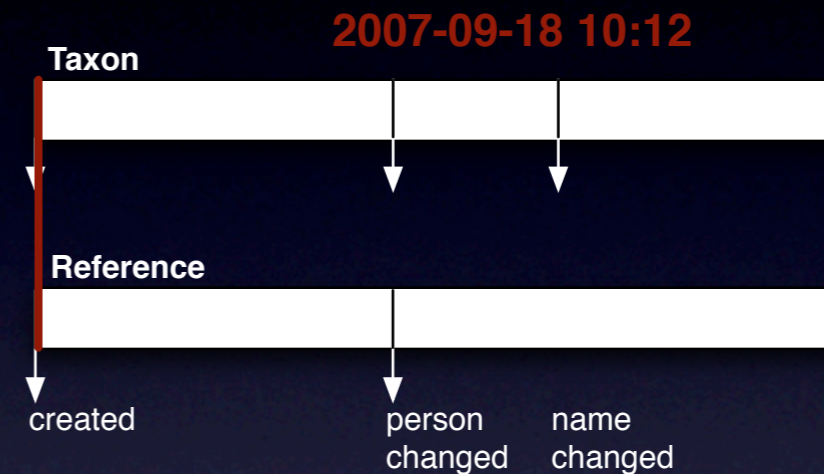 2007-09-18 10:12
Taxon
Reference
created
person
changed
name
changed